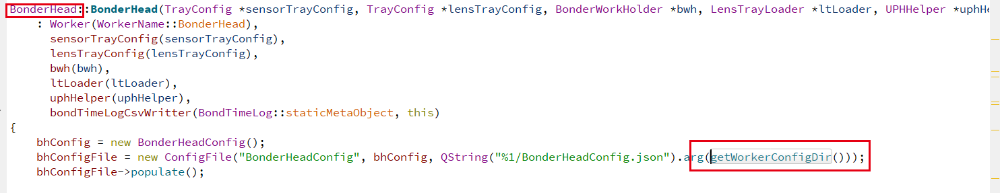 BonderHead::BonderHead(TrayConfig *sensorTrayConfig, TrayConfig *lensTrayConfig, BonderWorkHolder *bwh, LensTrayLoader *ltLoader, UPHHelper *uphHe
: Worker(WorkerName::BonderHead),
sensorTrayConfig(sensorTrayConfig),
lensTrayConfig(lensTrayConfig),
bwh(bwh),
ltLoader(ltLoader),
uphHelper(uphHelper),
bondTimeLogCsvWritter(BondTimeLog::staticMetaObject, this)
{
bhConfig = new BonderHeadConfig();
bhConfigFile = new ConfigFile("BonderHeadConfig", bhConfig, QString("%1/BonderHeadConfig.json").arg(getWorkerConfigDir()));
bhConfigFile->populate();